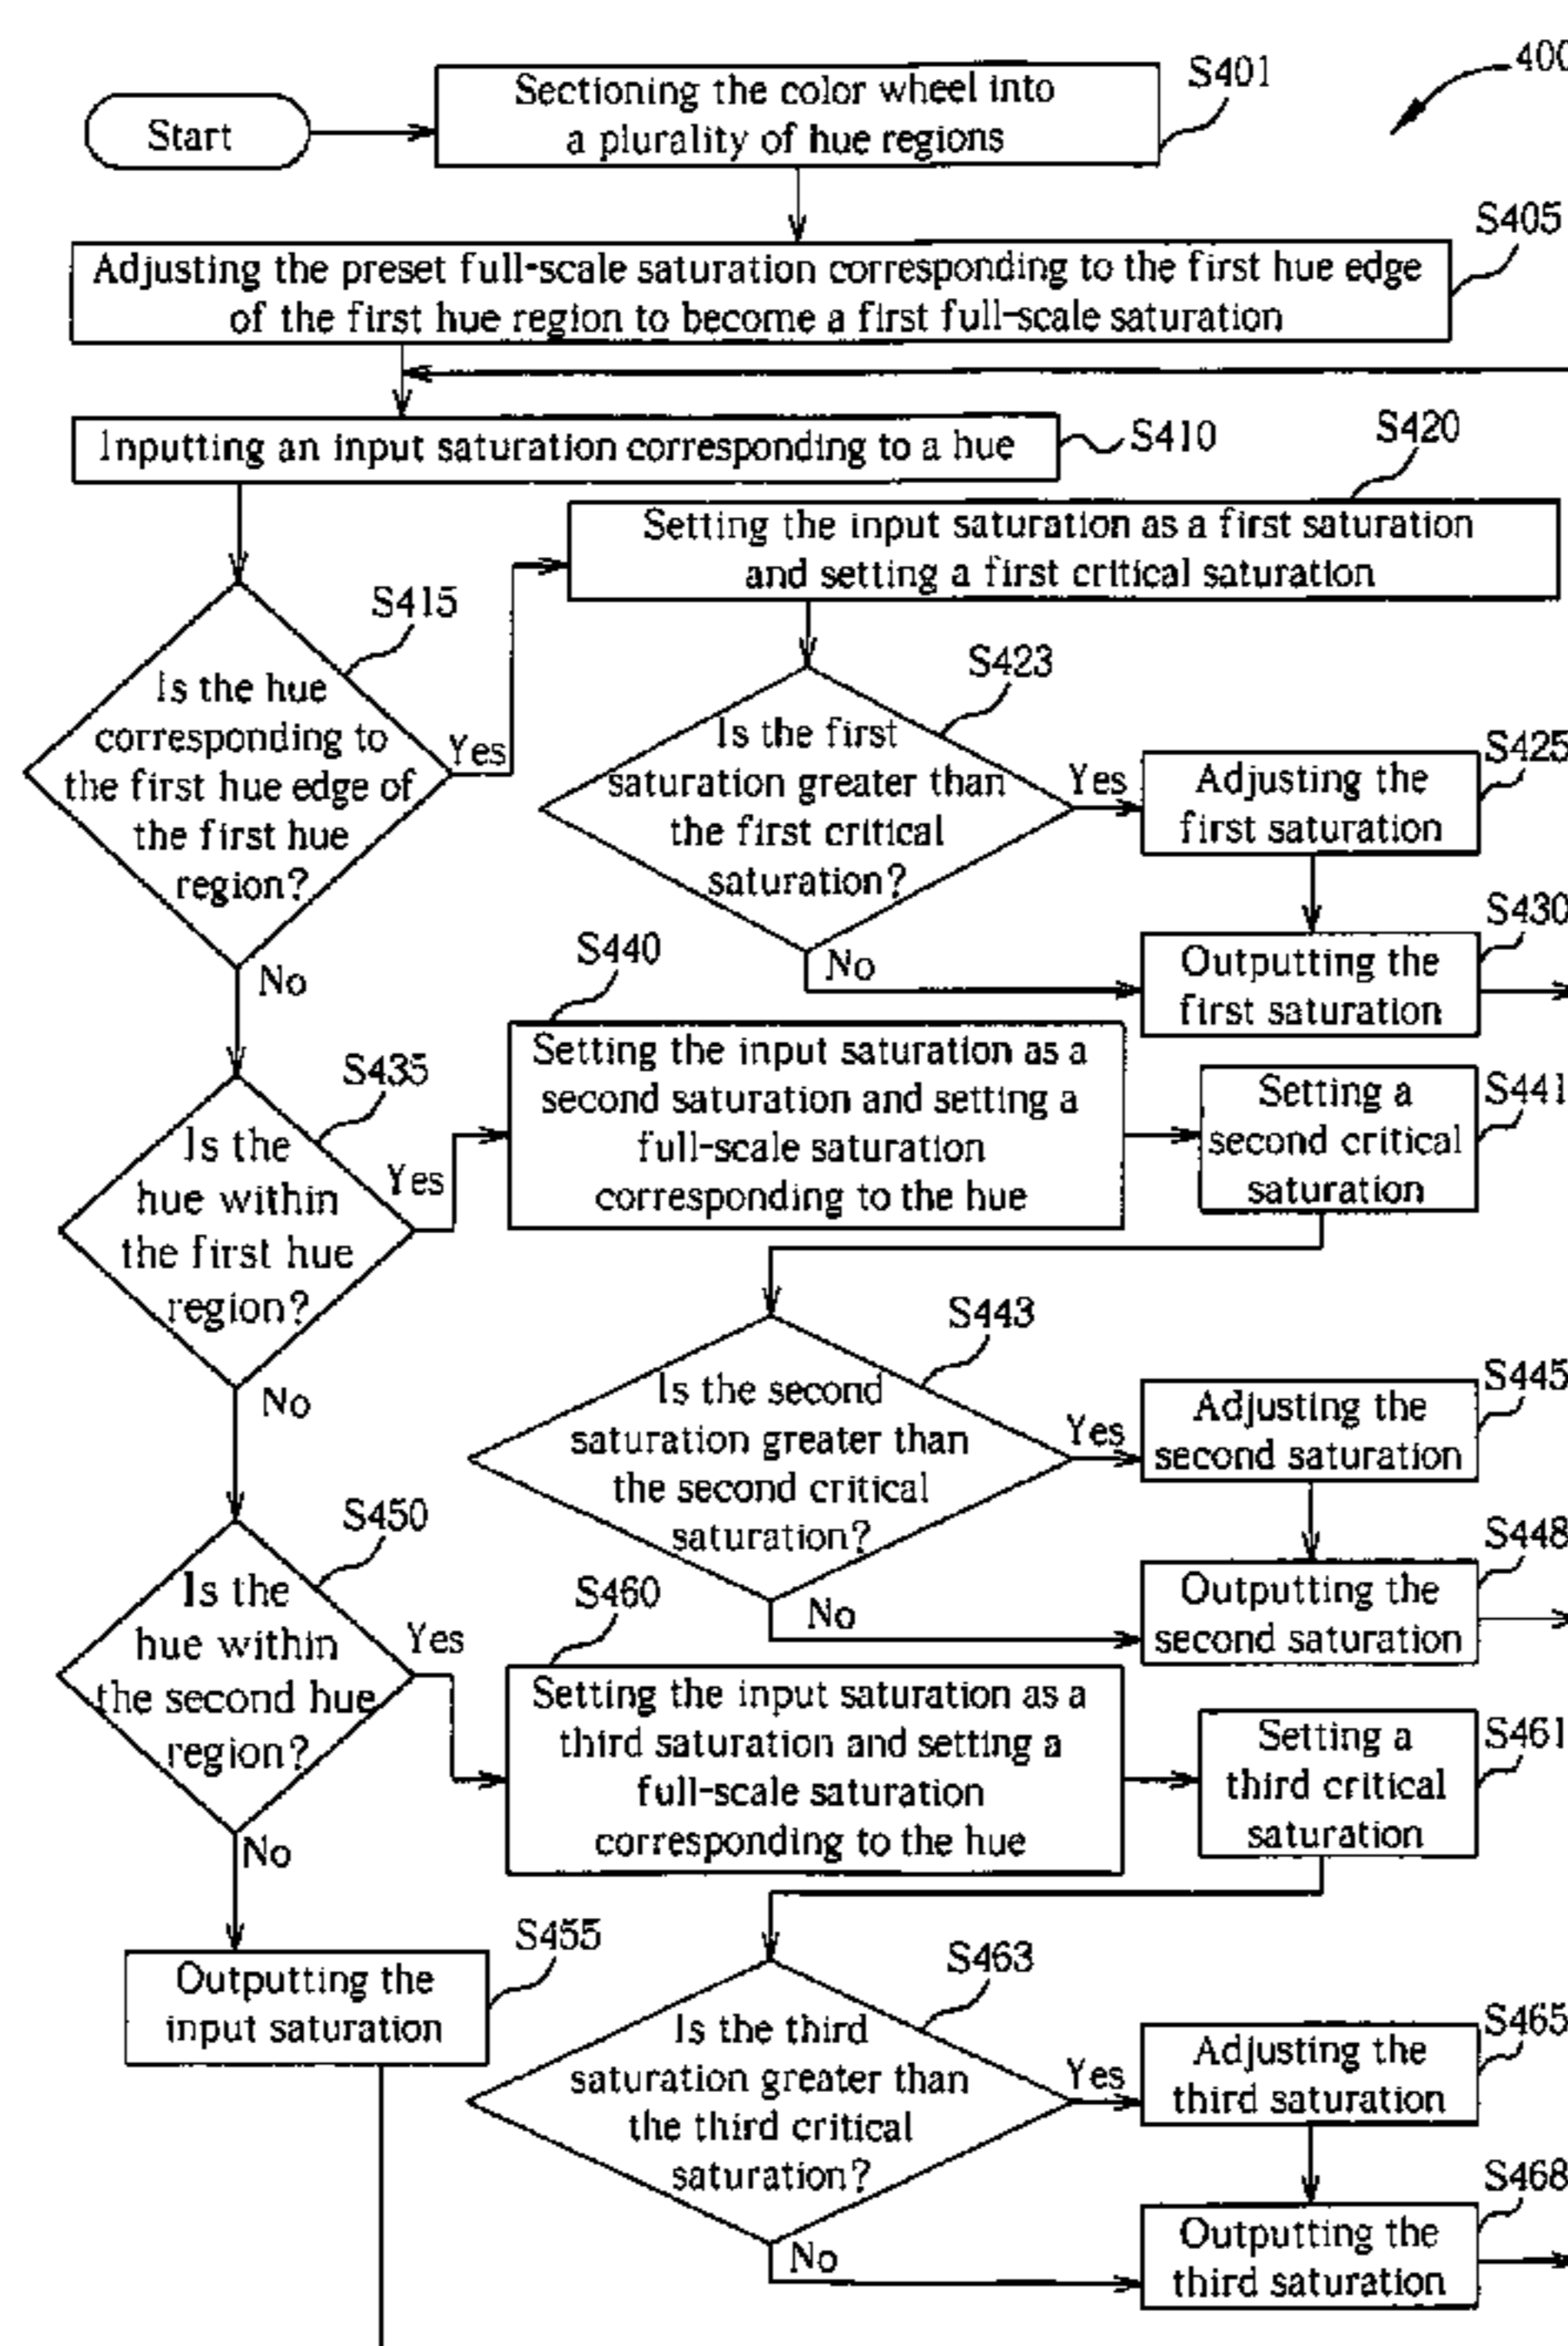 400
Start
Sectioning the color wheel into
a plurality of hue regions
S401
Adjusting the preset full-scale saturation corresponding to the first hue edge
of the first hue region to become a first full-scale saturation
S405
Inputting an input saturation corresponding to a hue
S410
S420
Setting the input saturation as a first saturation
and setting a first critical saturation
S415
Is the hue
corresponding to
the first hue edge of
the first hue
region?
Yes
No
S423
Is the first
saturation greater than
the first critical
saturation?
Yes
No
S425
Adjusting the
first saturation
S430
Outputting the
first saturation
S435
Is the
hue within
the first hue
region?
Yes
No
S440
Setting the input saturation as a
second saturation and setting a
full-scale saturation
corresponding to the hue
S441
Setting a
second critical
saturation
S443
Is the second
saturation greater than
the second critical
saturation?
Yes
No
S445
Adjusting the
second saturation
S448
Outputting the
second saturation
S450
Is the
hue within
the second hue
region?
Yes
No
S460
Setting the input saturation as a
third saturation and setting a
full-scale saturation
corresponding to the hue
S461
Setting a
third critical
saturation
S455
Outputting the
input saturation
S463
Is the third
saturation greater than
the third critical
saturation?
Yes
No
S465
Adjusting the
third saturation
S468
Outputting the
third saturation